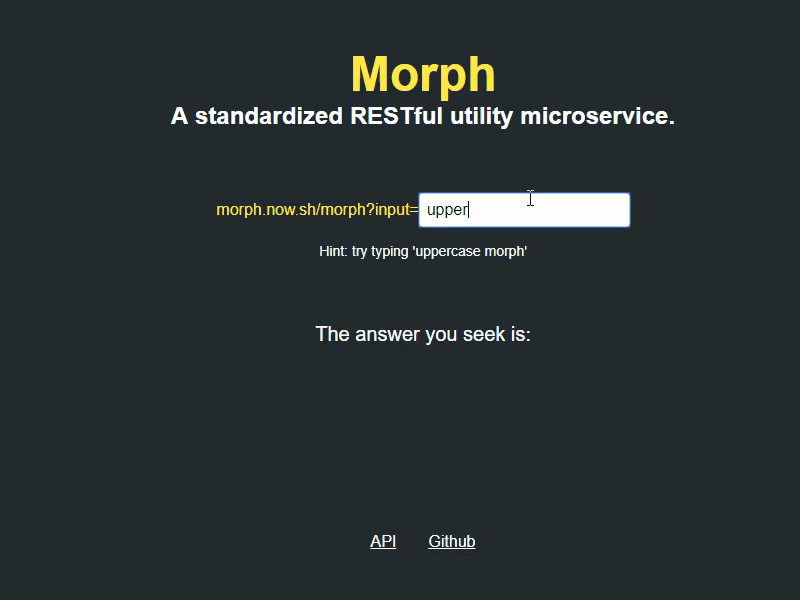 Morph
A standardized RESTful utility microservice.
morph.now.sh/morph?input= upper
Hint: try typing 'uppercase morph'
The answer you seek is:
API Github